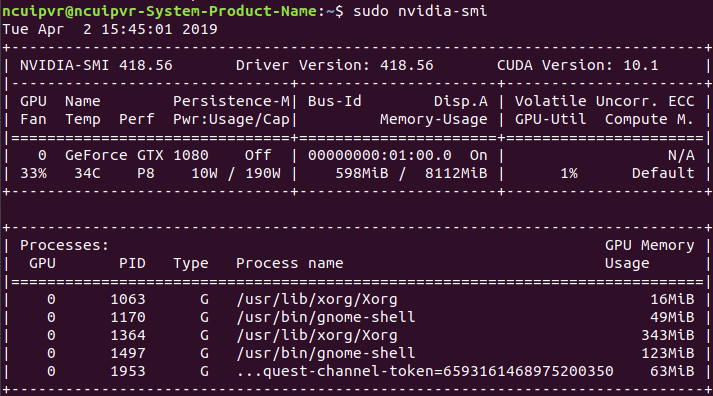 ncuipvr@ncuipvr-System-Product-Name:~$ sudo nvidia-smi
Tue Apr  2 15:45:01 2019
+-----------------------------------------------------------------------------+
| NVIDIA-SMI 418.56       Driver Version: 418.56       CUDA Version: 10.1     |
|-------------------------------+----------------------+----------------------+
| GPU  Name        Persistence-M| Bus-Id        Disp.A | Volatile Uncorr. ECC |
| Fan  Temp  Perf  Pwr:Usage/Cap|         Memory-Usage | GPU-Util  Compute M. |
|===============================+======================+======================|
|   0  GeForce GTX 1080    Off  | 00000000:01:00.0  On |                  N/A |
| 33%   34C    P8    10W / 190W |    598MiB /  8112MiB |      1%      Default |
+-------------------------------+----------------------+----------------------+

+-----------------------------------------------------------------------------+
| Processes:                                                       GPU Memory |
|  GPU       PID   Type   Process name                             Usage      |
|=============================================================================|
|    0      1063      G   /usr/lib/xorg/Xorg                            16MiB |
|    0      1170      G   /usr/bin/gnome-shell                          49MiB |
|    0      1364      G   /usr/lib/xorg/Xorg                           343MiB |
|    0      1497      G   /usr/bin/gnome-shell                         123MiB |
|    0      1953      G   ...quest-channel-token=6593161468975200350    63MiB |
+-----------------------------------------------------------------------------+